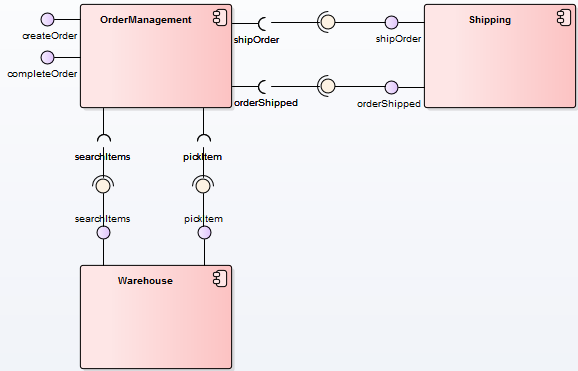 OrderManagement
Shipping
createOrder
shipOrder
shipOrder
completeOrder
orderShipped
orderShipped
searchItems
pickItem
searchItems
pickItem
Warehouse